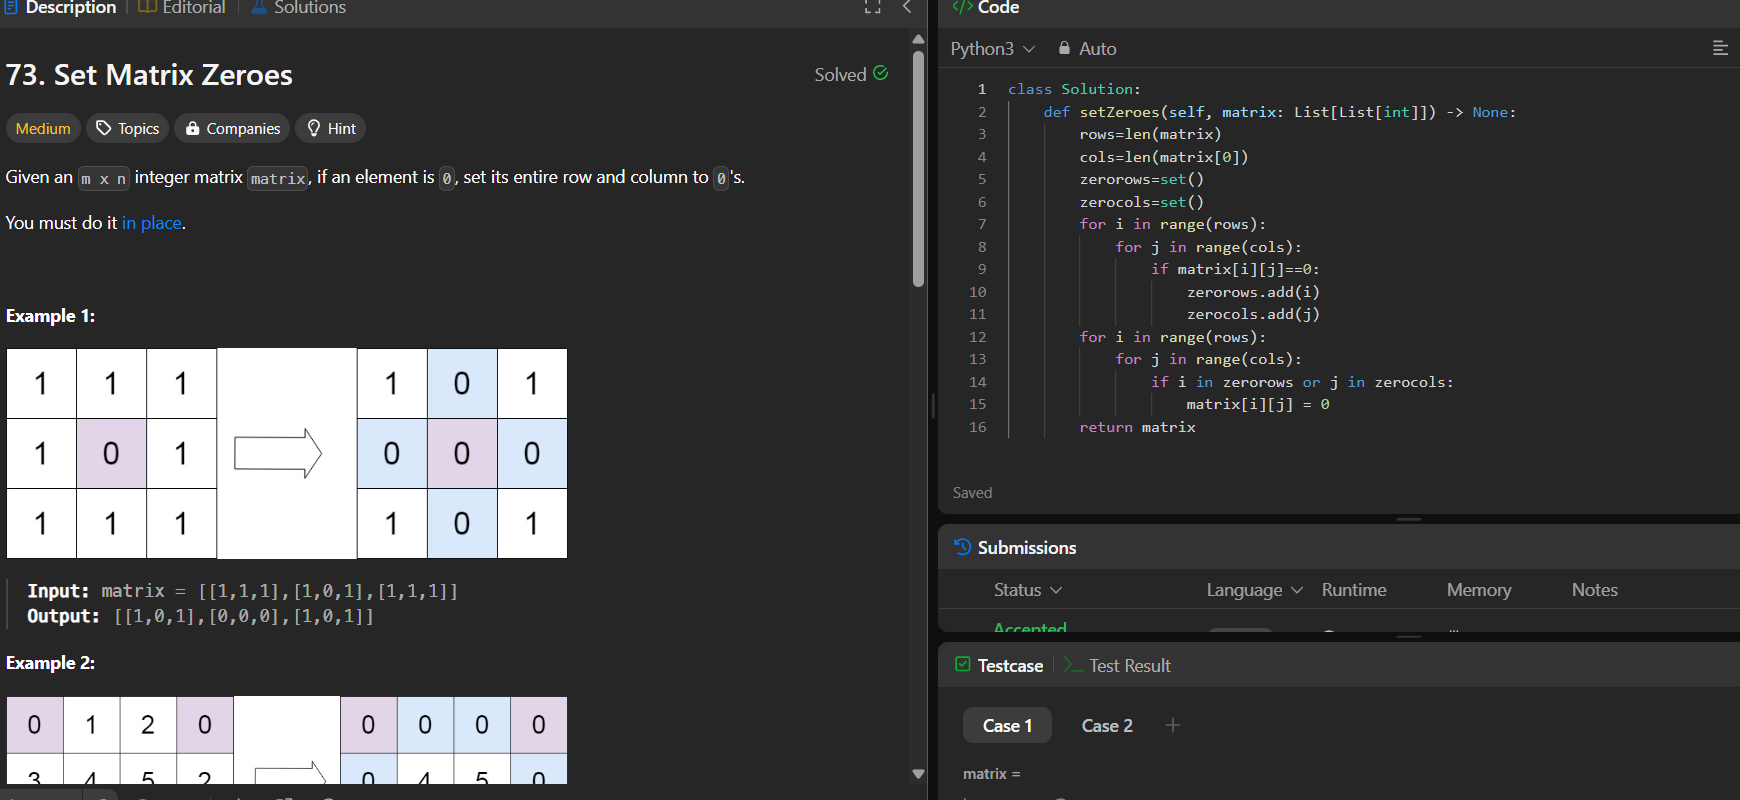 Description
Editorial
Solutions
73. Set Matrix Zeroes
Solved
Medium
Topics
Companies
Hint
Given an m x n integer matrix matrix, if an element is 0, set its entire row and column to 0's.
You must do it in place.
Example 1:
1 1 1 1 0 1
1 0 1 0 0 0
1 1 1 1 0 1
Input: matrix = [[1,1,1],[1,0,1],[1,1,1]]
Output: [[1,0,1],[0,0,0],[1,0,1]]
Example 2:
0 1 2 0 0 0 0 0
3 4 5 2 0 4 5 0
</> Code
Python3
Auto
1 class Solution:
2 def setZeroes(self, matrix: List[List[int]]) -> None:
3 rows=len(matrix)
4 cols=len(matrix[0])
5 zerorows=set()
6 zerocols=set()
7 for i in range(rows):
8 for j in range(cols):
9 if matrix[i][j]==0:
10 zerorows.add(i)
11 zerocols.add(j)
12 for i in range(rows):
13 for j in range(cols):
14 if i in zerorows or j in zerocols:
15 matrix[i][j] = 0
16 return matrix
Saved
Submissions
Status Language Runtime Memory Notes
Accepted
Testcase
Test Result
Case 1 Case 2 +
matrix =